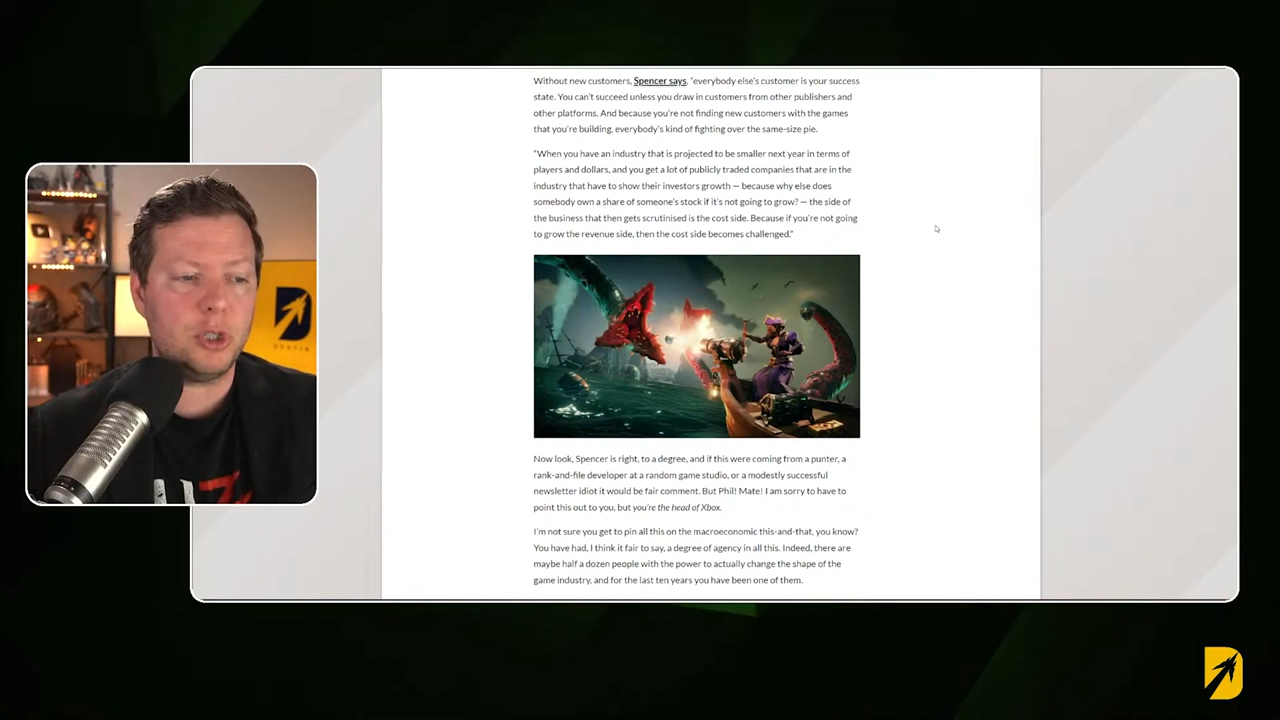 Without new customers, Spencer says, "everybody else's customer is your success
state. You can't succeed unless you draw in customers from other publishers and
other platforms. And because you're not finding new customers with the games
that you're building, everybody's kind of fighting over the same-size pie.
"When you have an industry that is projected to be smaller next year in terms of
players and dollars, and you get a lot of publicly traded companies that are in the
industry that have to show their investors growth — because why else does
somebody own a share of someone's stock if it's not going to grow? — the side of
the business that then gets scrutinised is the cost side. Because if you're not going
to grow the revenue side, then the cost side becomes challenged."
Now look, Spencer is right, to a degree, and if this were coming from a punter, a
rank-and-file developer at a random game studio, or a modestly successful
newsletter idiot it would be fair comment. But Phil! Mate! I am sorry to have to
point this out to you, but you're the head of Xbox.
I'm not sure you get to pin all this on the macroeconomic this-and-that, you know?
You have had, I think it fair to say, a degree of agency in all this. Indeed, there are
maybe half a dozen people with the power to actually change the shape of the
game industry, and for the last ten years you have been one of them.